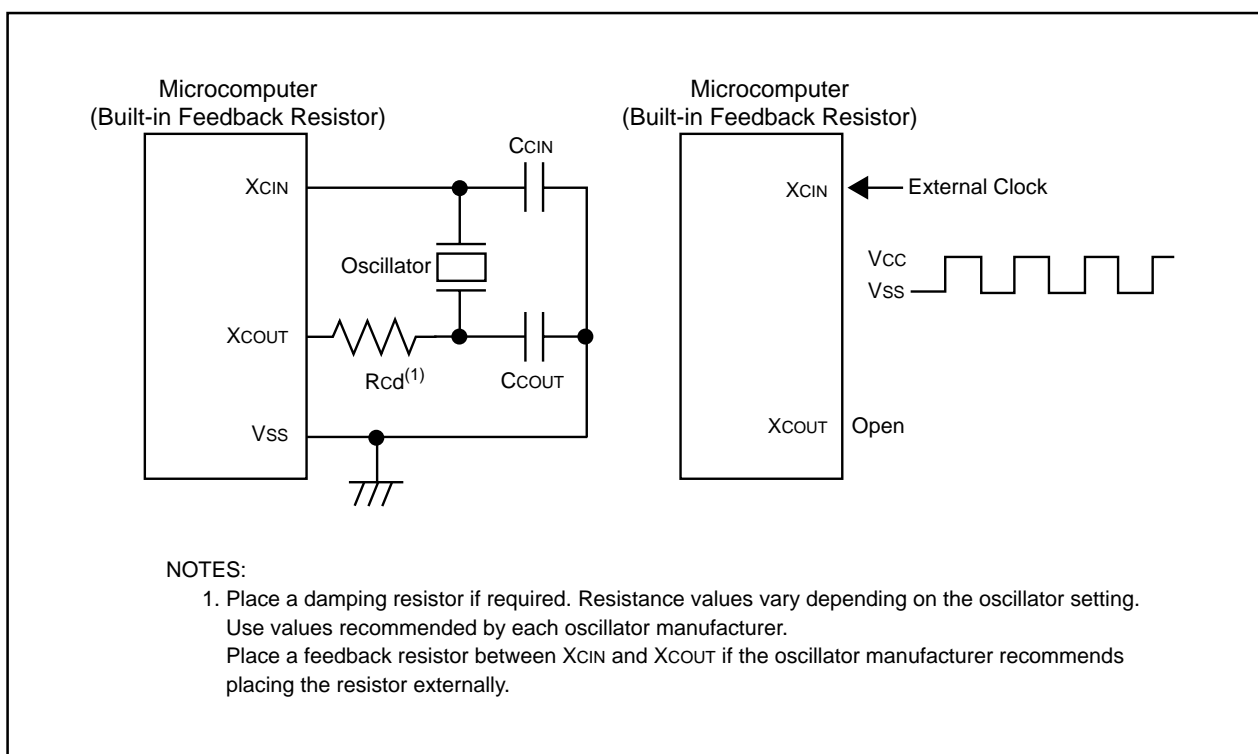 Microcomputer
(Built-in Feedback Resistor)
XCIN
CCIN
Oscillator
XCOUT
RCd(1)
CCOUT
VSS
Microcomputer
(Built-in Feedback Resistor)
XCIN
External Clock
VCC
VSS
XCOUT
Open
NOTES:
1. Place a damping resistor if required. Resistance values vary depending on the oscillator setting.
Use values recommended by each oscillator manufacturer.
Place a feedback resistor between XCIN and XCOUT if the oscillator manufacturer recommends
placing the resistor externally.